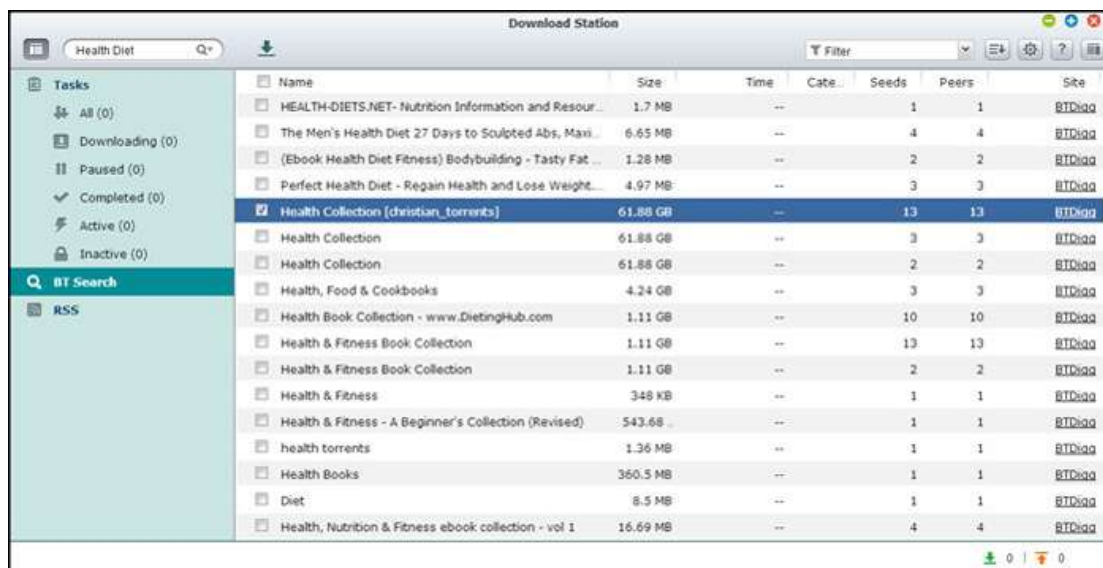 Download Station
Health Diet
Filter
Tasks
All (0)
Downloading (0)
Paused (0)
Completed (0)
Active (0)
Inactive (0)
BT Search
RSS
Name Size Time Cate... Seeds Peers Site
HEALTH-DIETS.NET- Nutrition Information and Resour... 1.7 MB -- 1 1 BTDigg
The Men's Health Diet 27 Days to Sculpted Abs, Maxi... 6.65 MB -- 4 4 BTDigg
(Ebook Health Diet Fitness) Bodybuilding - Tasty Fat ... 1.28 MB -- 2 2 BTDigg
Perfect Health Diet - Regain Health and Lose Weight... 4.97 MB -- 3 3 BTDigg
Health Collection [christian_torrents] 61.88 GB -- 13 13 BTDigg
Health Collection 61.88 GB -- 3 3 BTDigg
Health Collection 61.88 GB -- 2 2 BTDigg
Health, Food & Cookbooks 4.24 GB -- 3 3 BTDigg
Health Book Collection - www.DietingHub.com 1.11 GB -- 10 10 BTDigg
Health & Fitness Book Collection 1.11 GB -- 13 13 BTDigg
Health & Fitness Book Collection 1.11 GB -- 2 2 BTDigg
Health & Fitness 348 KB -- 1 1 BTDigg
Health & Fitness - A Beginner's Collection (Revised) 543.68 ... -- 1 1 BTDigg
health torrents 1.36 MB -- 1 1 BTDigg
Health Books 360.5 MB -- 1 1 BTDigg
Diet 8.5 MB -- 1 1 BTDigg
Health, Nutrition & Fitness ebook collection - vol 1 16.69 MB -- 4 4 BTDigg
0 | 0